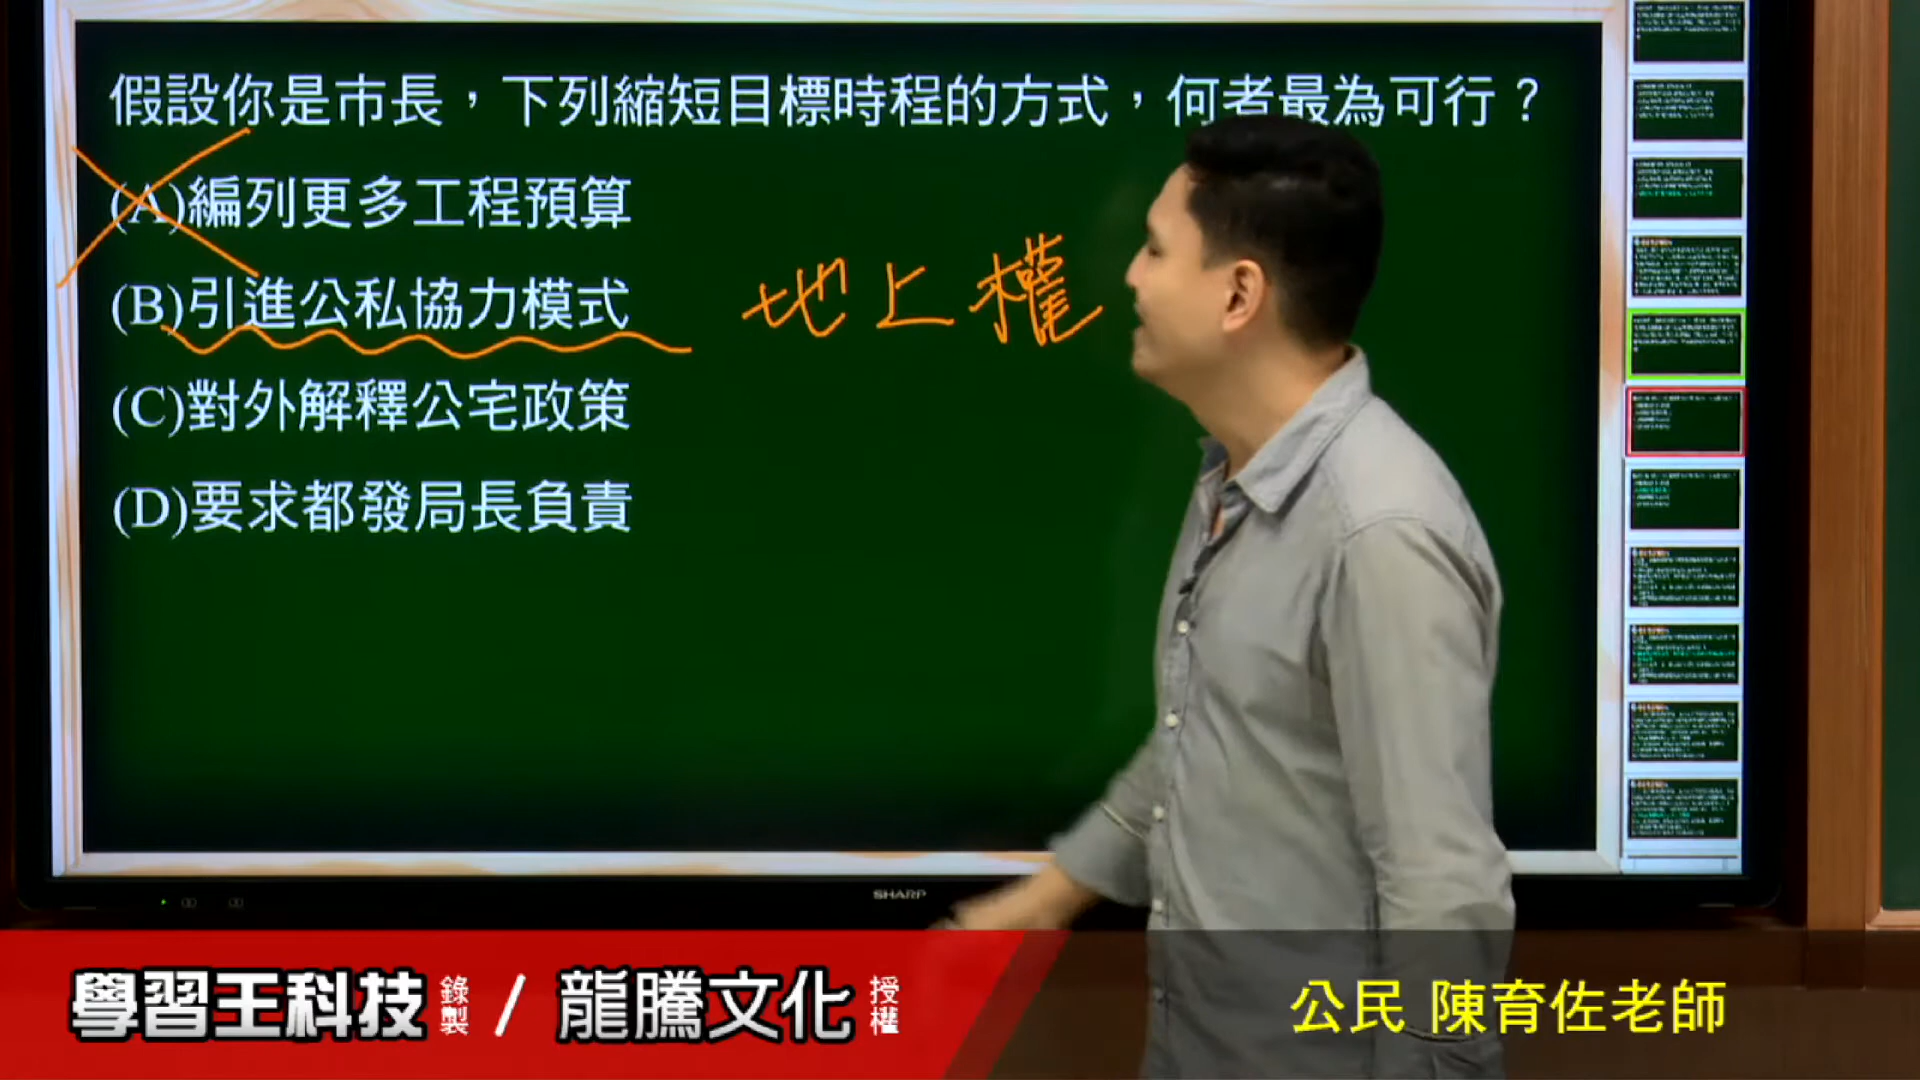 假設你是市長，下列縮短目標時程的方式，何者最為可行？
(A)編列更多工程預算
(B)引進公私協力模式
地上權
(C)對外解釋公宅政策
(D)要求都發局長負責
SHARP
學習王科技 錄製 / 龍騰文化 授權
公民 陳育佐老師